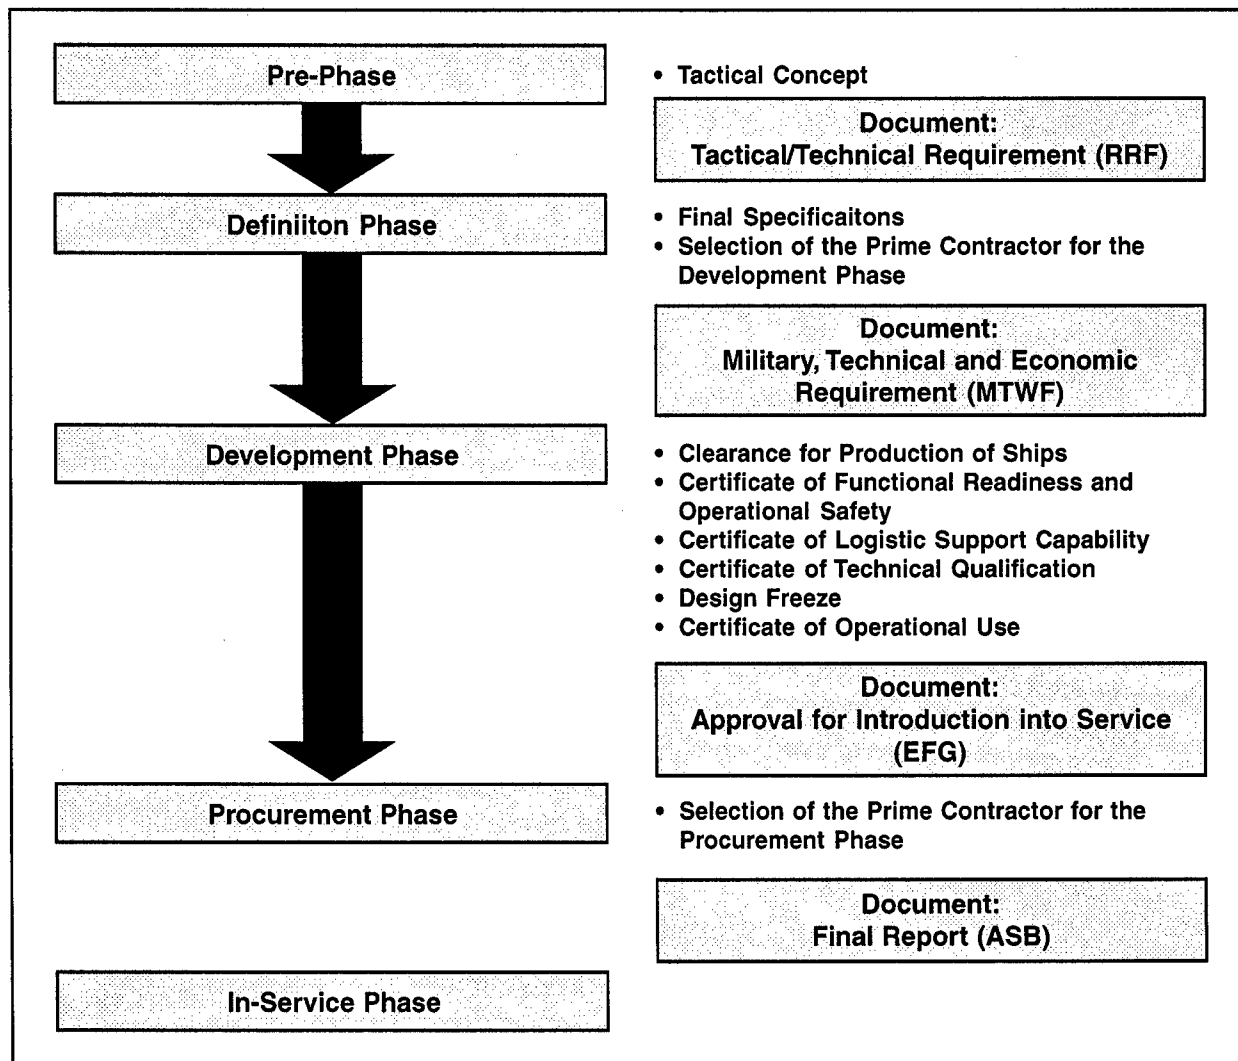 Pre-Phase
• Tactical Concept
Document:
Tactical/Technical Requirement (RRF)
Definiiton Phase
• Final Specificaitons
• Selection of the Prime Contractor for the
Development Phase
Document:
Military, Technical and Economic
Requirement (MTWF)
Development Phase
• Clearance for Production of Ships
• Certificate of Functional Readiness and
Operational Safety
• Certificate of Logistic Support Capability
• Certificate of Technical Qualification
• Design Freeze
• Certificate of Operational Use
Document:
Approval for Introduction into Service
(EFG)
Procurement Phase
• Selection of the Prime Contractor for the
Procurement Phase
Document:
Final Report (ASB)
In-Service Phase